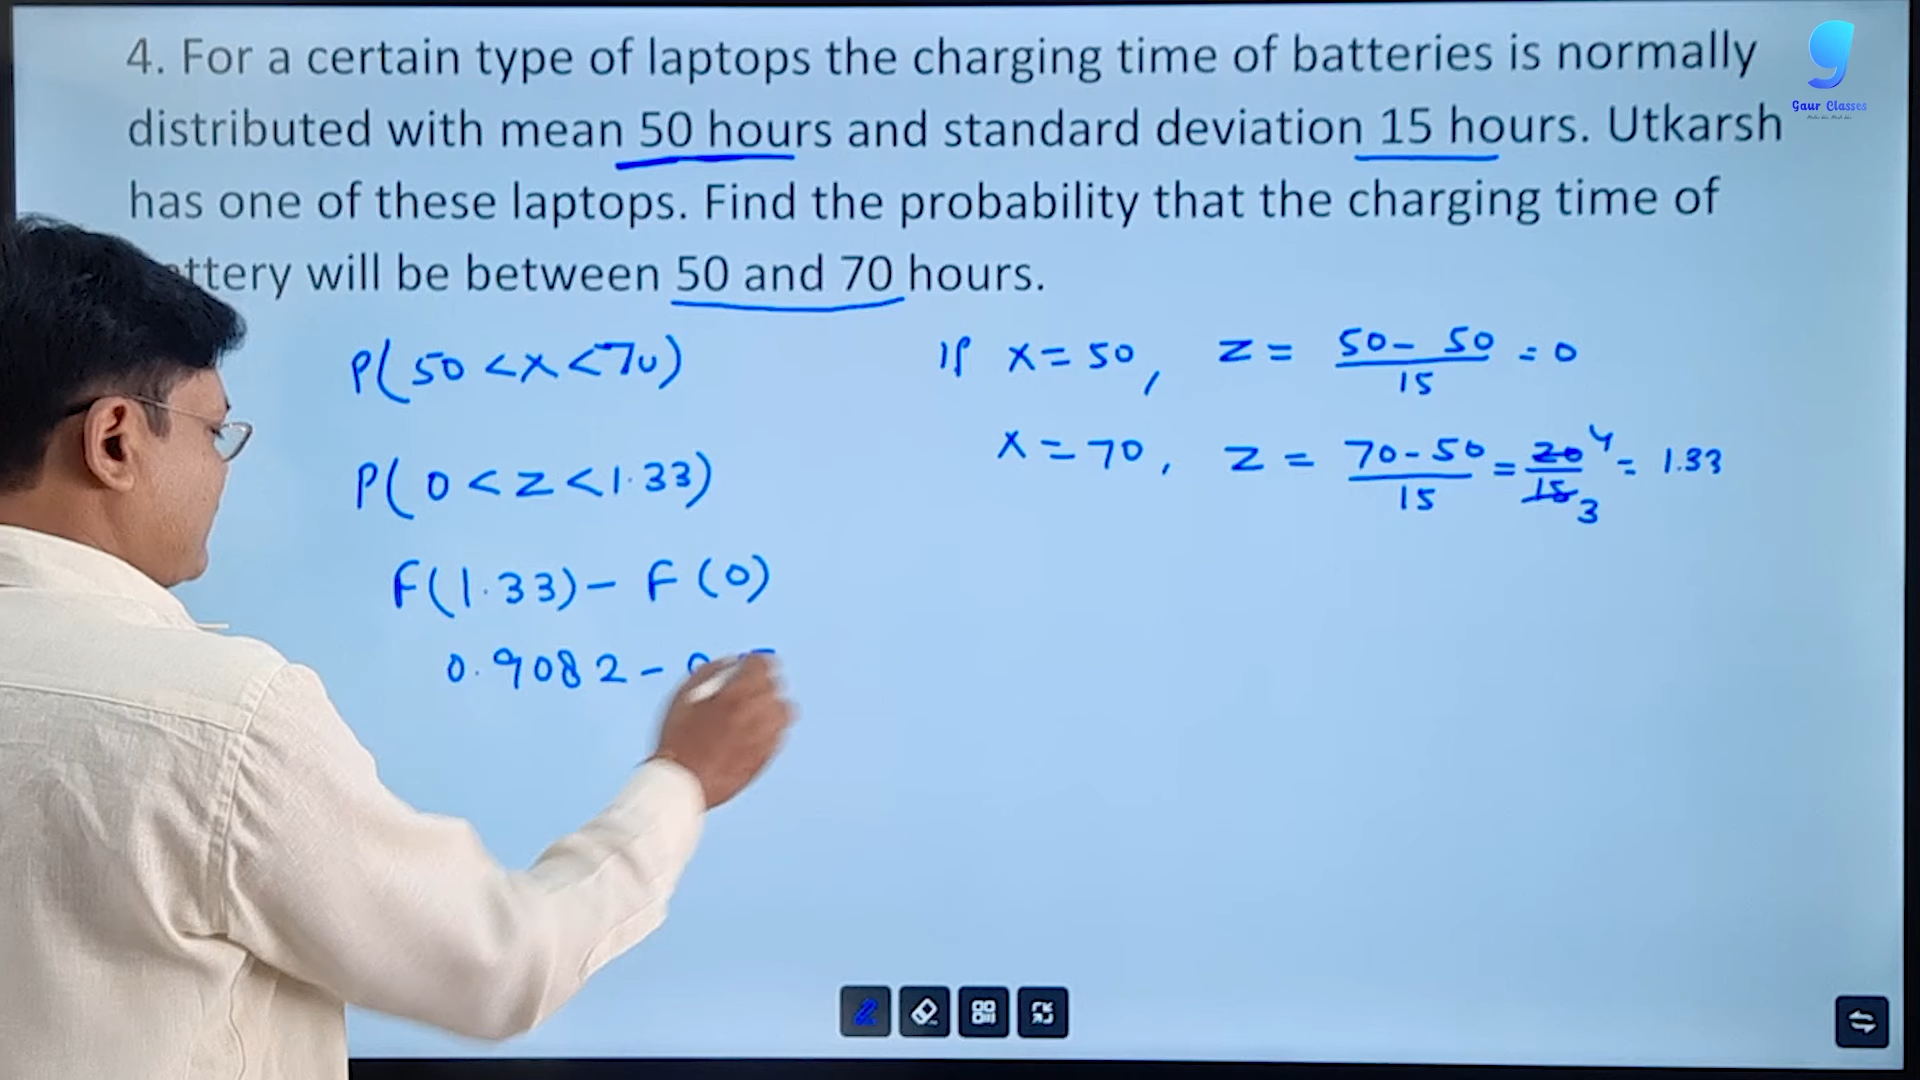 4. For a certain type of laptops the charging time of batteries is normally
distributed with mean 50 hours and standard deviation 15 hours. Utkarsh
has one of these laptops. Find the probability that the charging time of
ttery will be between 50 and 70 hours.
g
Gaur Classes
P(50 <x<70)
If x=50, z = 50-50/15 = 0
x=70, z = 70-50/15 = 20/15 4/3 = 1.33
P(0<z<1.33)
F(1.33) - F(0)
0.9082 -